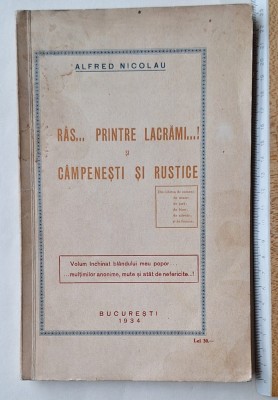 ALFRED NICOLAU
RÂS... PRINTRE LACRĂMI...!
și
CÂMPENEȘTI ȘI RUSTICE
Volum închinat blândului meu popor...
...mulțimilor anonime, mute și atât de nefericite..!
BUCUREȘTI
1934
Lei 30.—